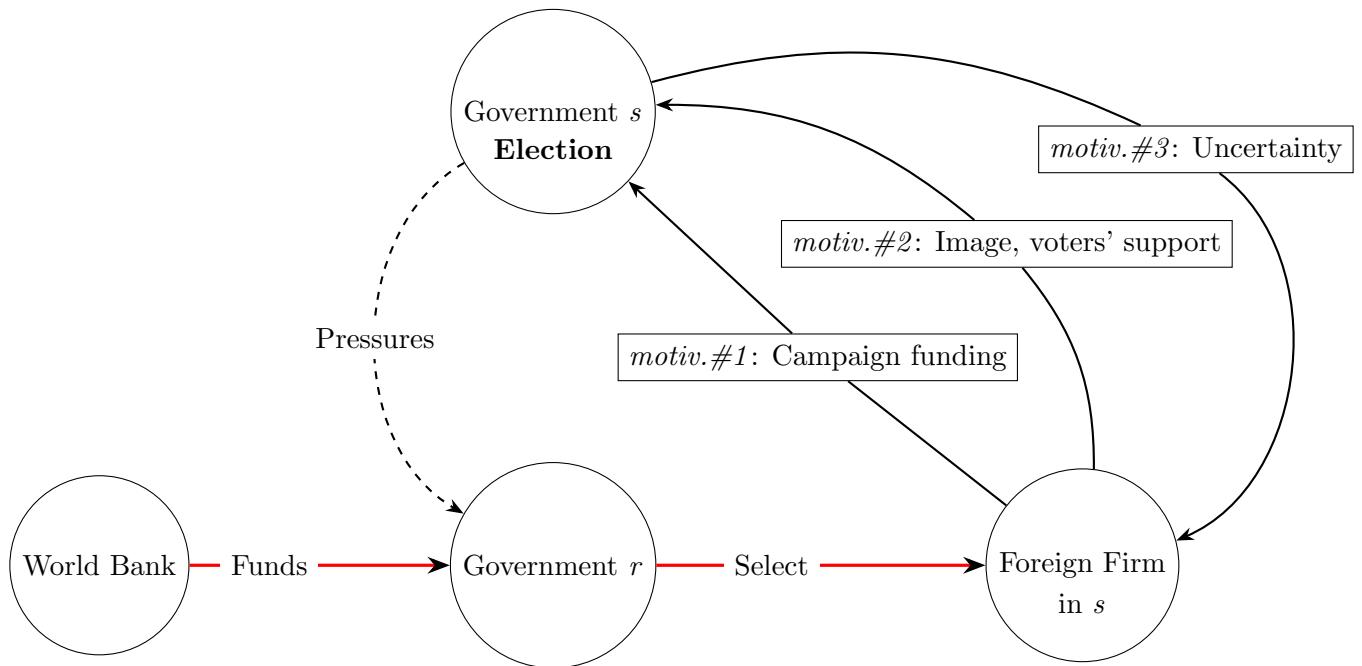 Government s
Election
motiv.#3: Uncertainty
motiv.#2: Image, voters’ support
Pressures
motiv.#1: Campaign funding
World Bank
Funds
Government r
Select
Foreign Firm
in s